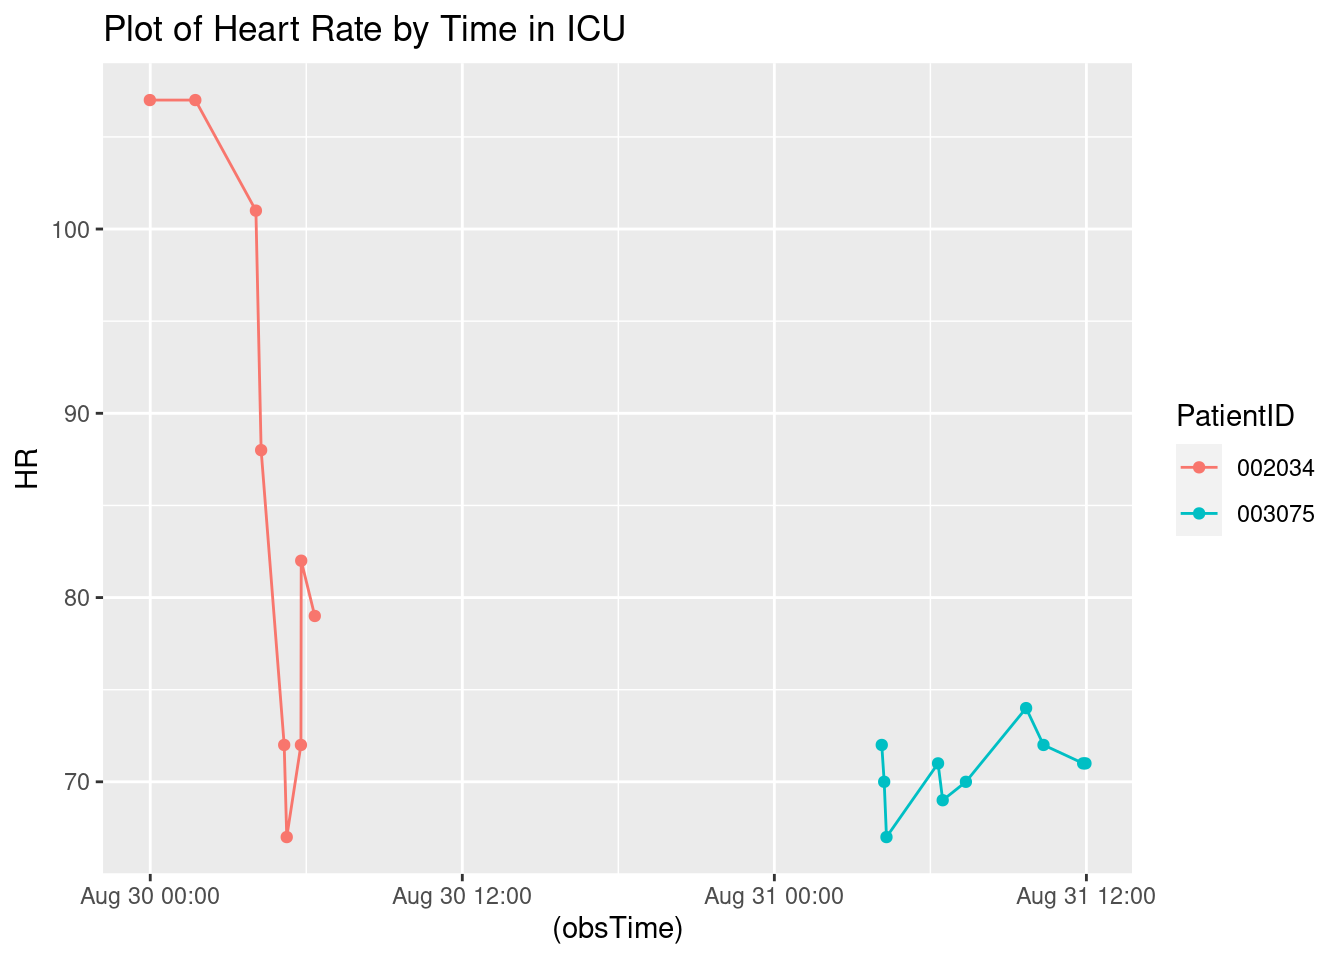 Plot of Heart Rate by Time in ICU
HR
100
90
80
70
Aug 30 00:00
Aug 30 12:00
Aug 31 00:00
Aug 31 12:00
(obsTime)
PatientID
002034
003075